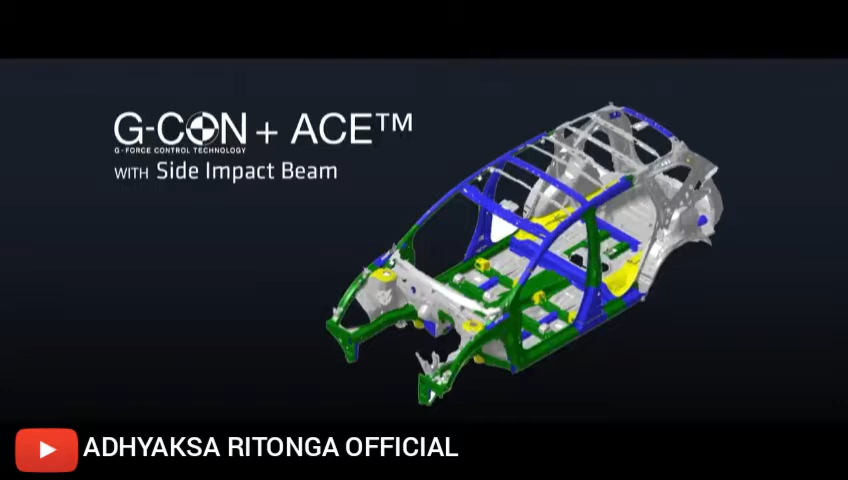 G-CON + ACE™
G-FORCE CONTROL TECHNOLOGY
WITH Side Impact Beam
ADHYAKSA RITONGA OFFICIAL